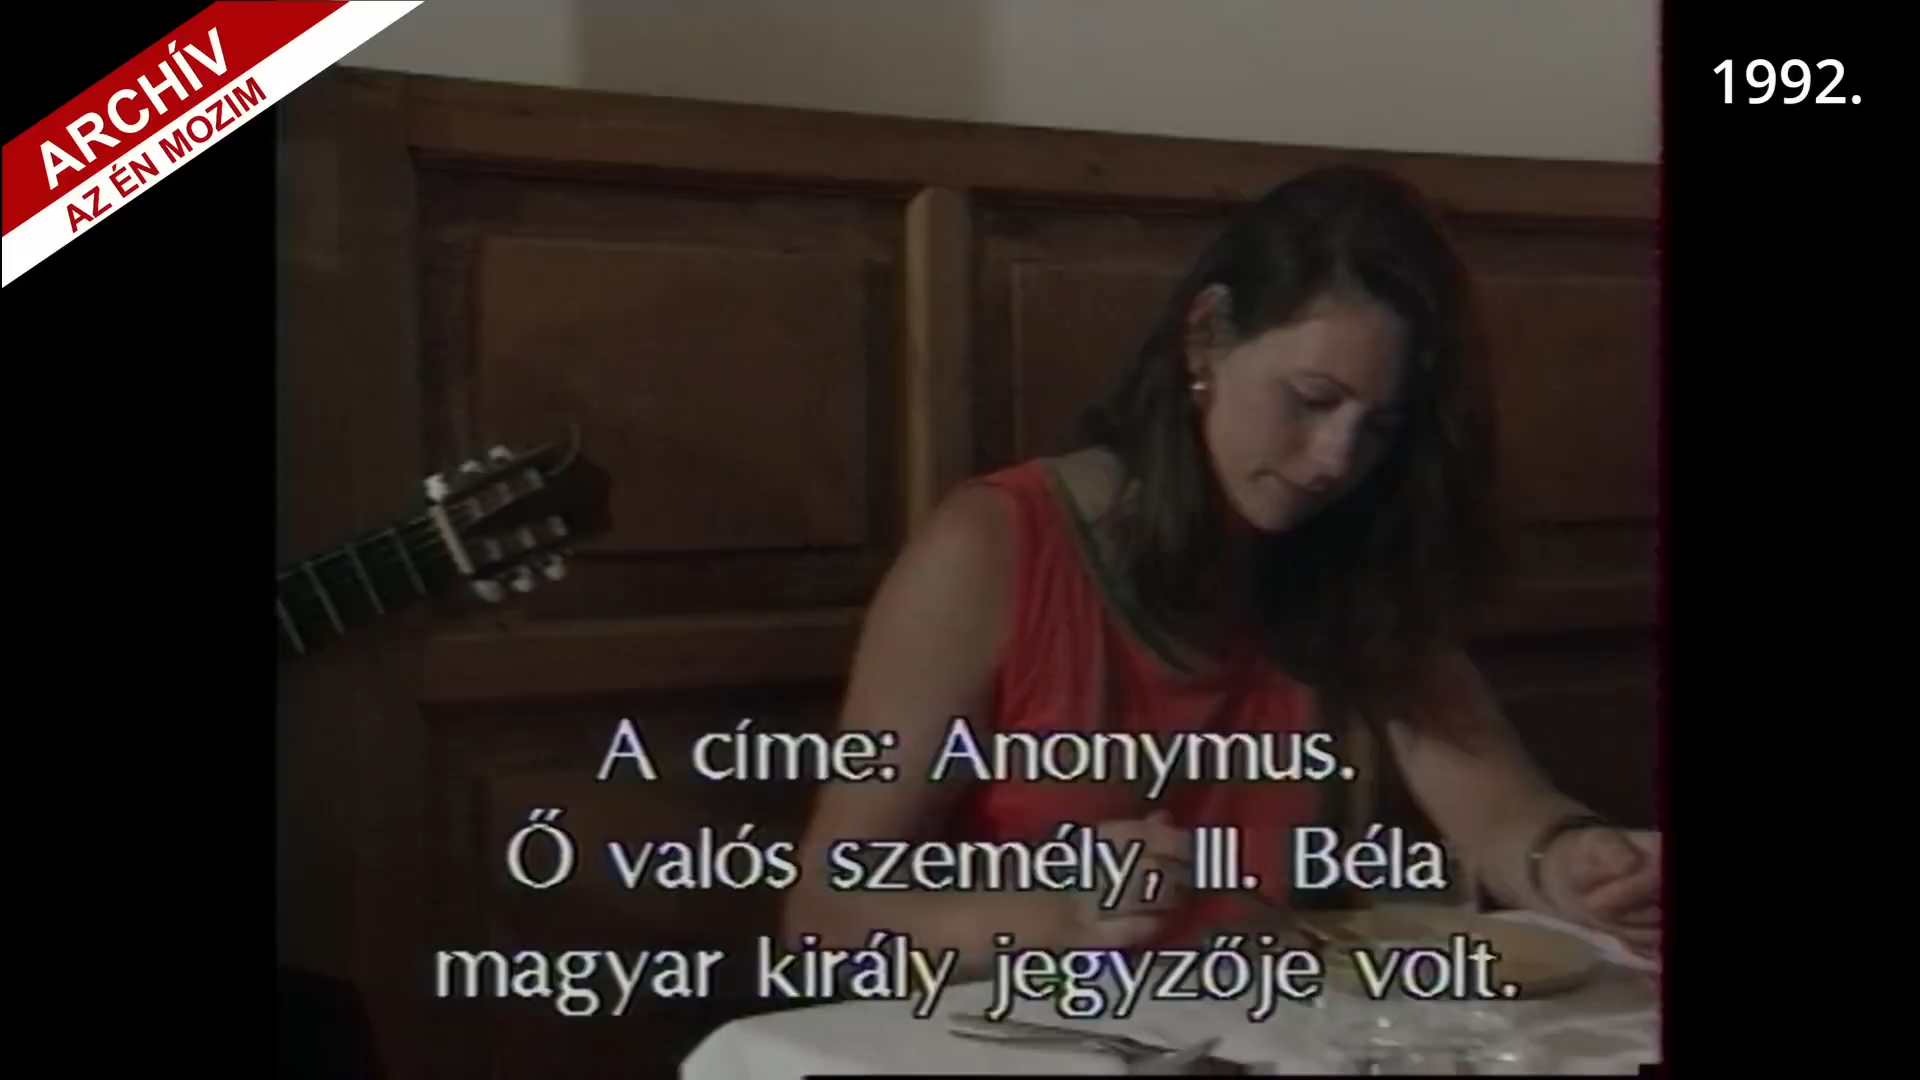 ARCHÍV
AZ ÉN MOZIM
1992.
A címe: Anonymus.
Ő valós személy, III. Béla
magyar király jegyzője volt.